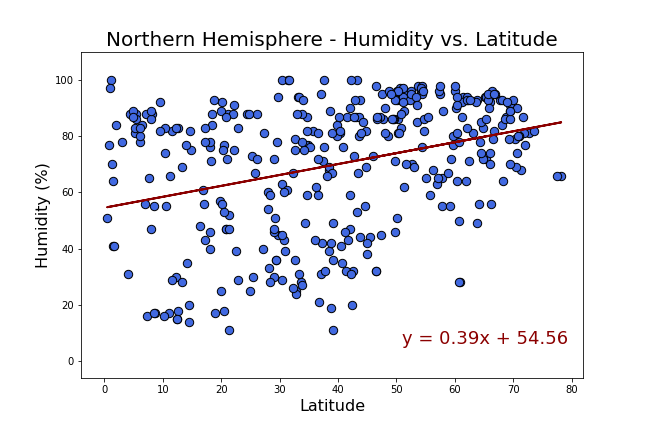 Northern Hemisphere - Humidity vs. Latitude
Humidity (%)
100
80
60
40
20
0
y = 0.39x + 54.56
0 10 20 30 40 50 60 70 80
Latitude